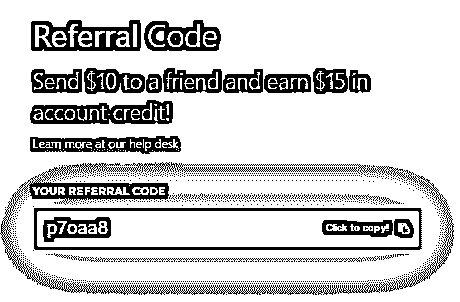 Referral Code
Send $10 to a friend and earn $15 in
account credit!
Learn more at our help desk
YOUR REFERRAL CODE
p7oaa8
Click to copy!